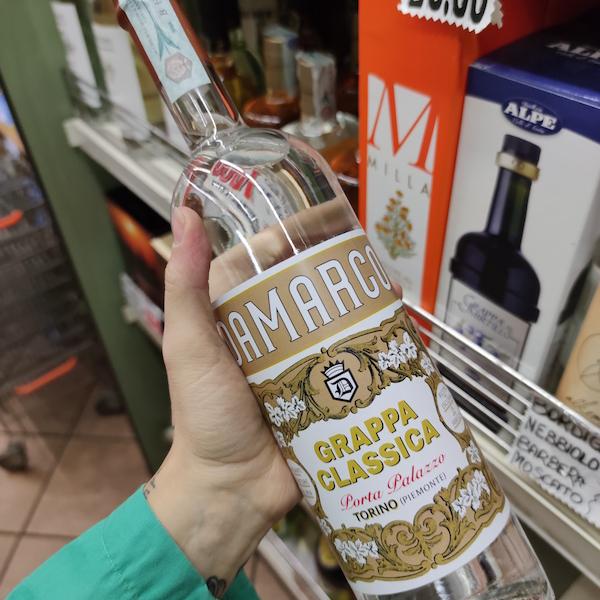 M
MILLA
ALPE
DAMARCO
GRAPPA
CLASSICA
Porta Palazzo
TORINO (PIEMONTE)
NEBBIOLO
BARBERA
MOSCATO